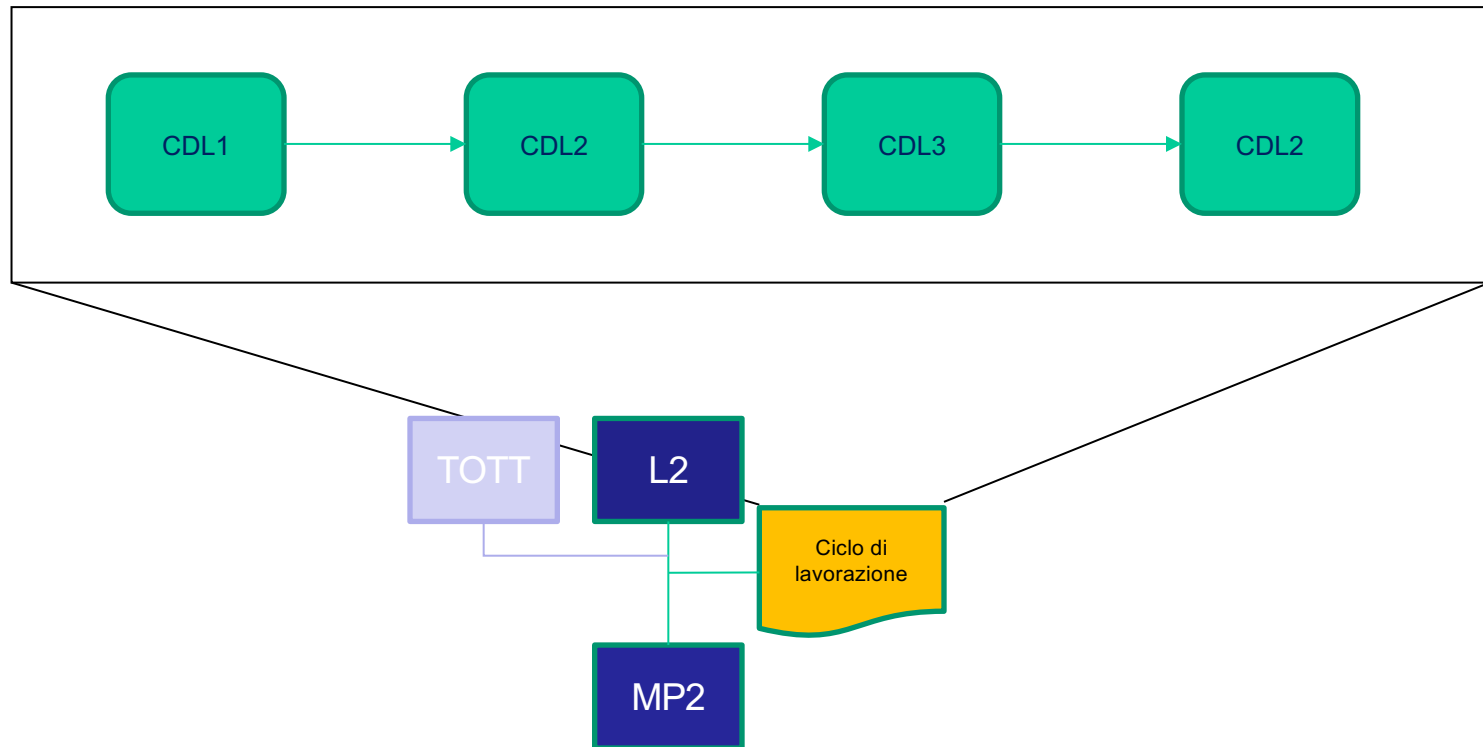 CDL1
CDL2
CDL3
CDL2
TOTT
L2
Ciclo di
lavorazione
MP2